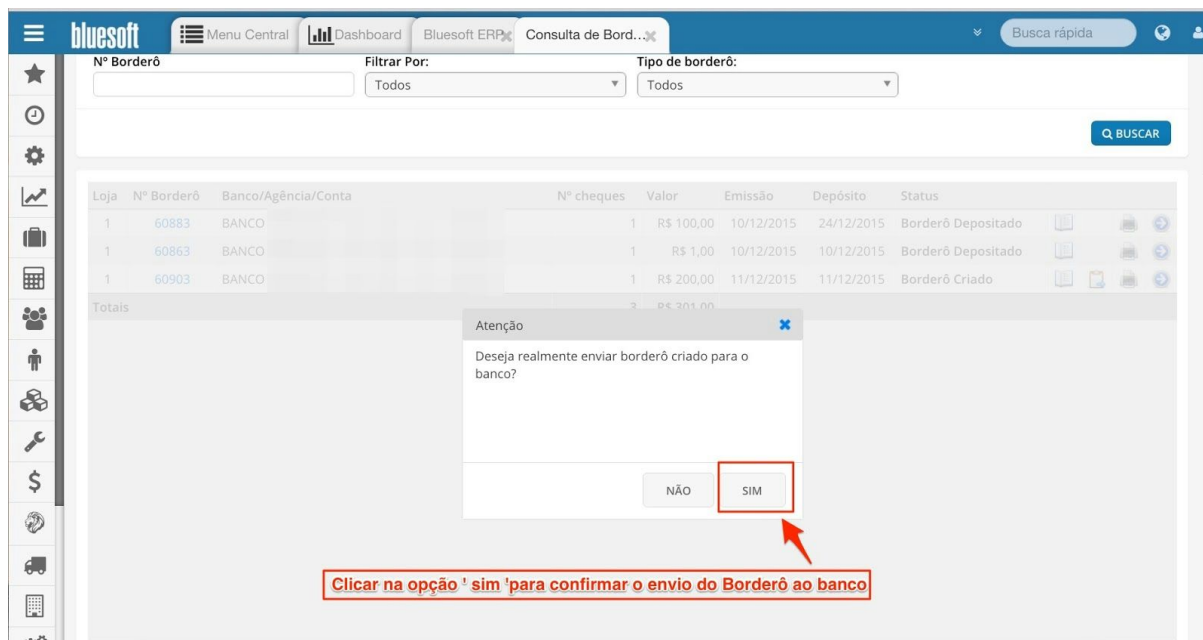 bluesoft
Menu Central
Dashboard
Bluesoft ERP
Consulta de Bord...
Busca rápida
Nº Borderô Filtrar Por: Tipo de borderô:
Todos Todos
BUSCAR
Loja Nº Borderô Banco/Agência/Conta Nº cheques Valor Emissão Depósito Status
1 60883 BANCO 1 R$ 100,00 10/12/2015 24/12/2015 Borderô Depositado
1 60863 BANCO 1 R$ 1,00 10/12/2015 10/12/2015 Borderô Depositado
1 60903 BANCO 1 R$ 200,00 11/12/2015 11/12/2015 Borderô Criado
Totais 3 R$ 301,00
Atenção
Deseja realmente enviar borderô criado para o
banco?
NÃO SIM
Clicar na opção ' sim 'para confirmar o envio do Borderô ao banco